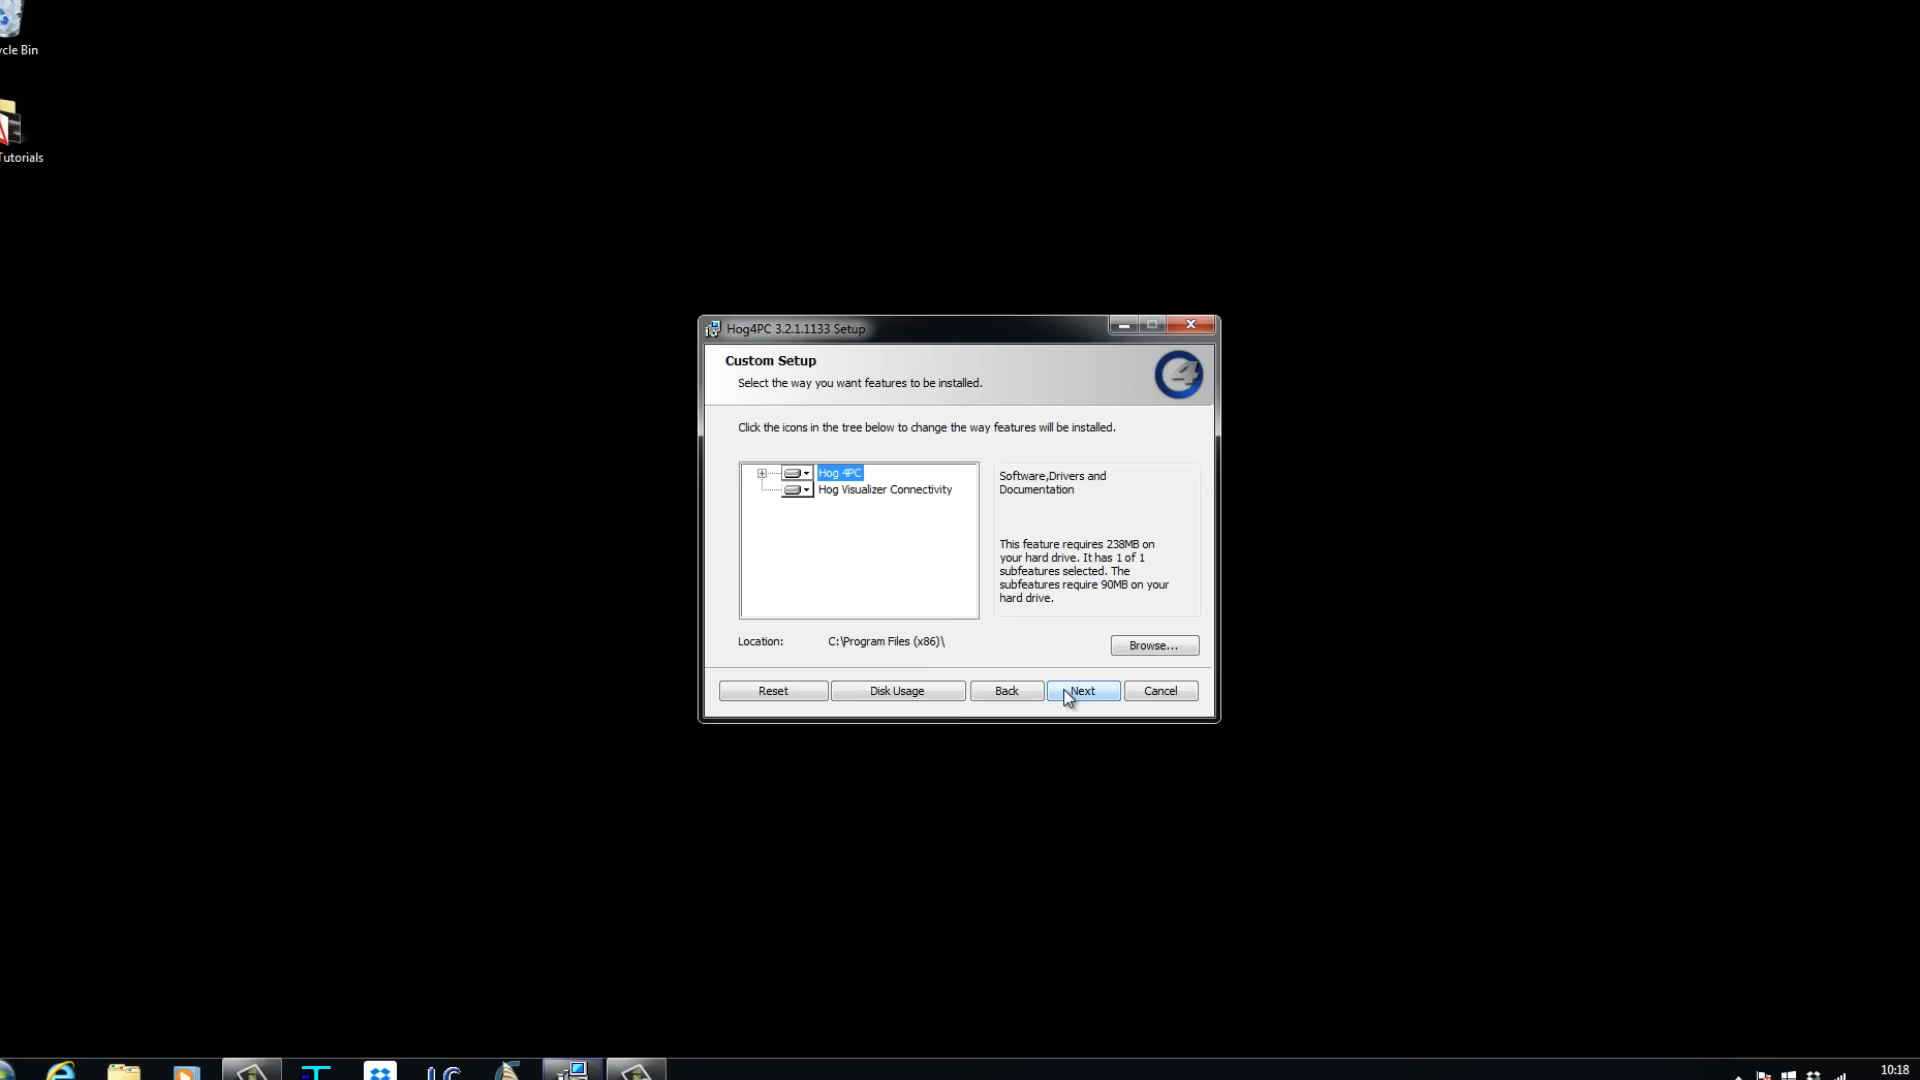 cycle Bin
Tutorials
Hog4PC 3.2.1.1133 Setup
Custom Setup
Select the way you want features to be installed.
4
Click the icons in the tree below to change the way features will be installed.
Hog 4PC
Hog Visualizer Connectivity
Software,Drivers and
Documentation
This feature requires 238MB on
your hard drive. It has 1 of 1
subfeatures selected. The
subfeatures require 90MB on your
hard drive.
Location: C:\Program Files (x86)\
Browse...
Reset Disk Usage Back Next Cancel
10:18